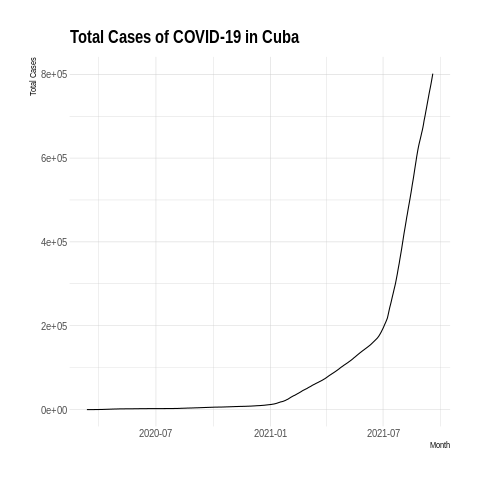 Total Cases of COVID-19 in Cuba
Total Cases
8e+05
6e+05
4e+05
2e+05
0e+00
2020-07
2021-01
2021-07
Month